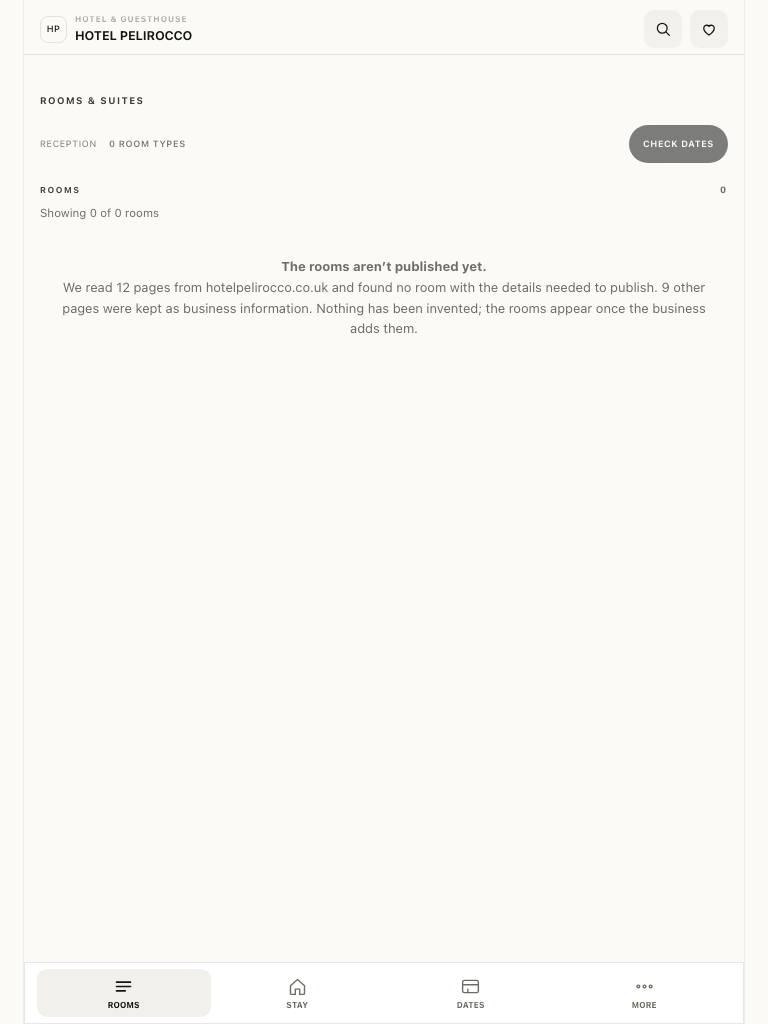 HP
HOTEL & GUESTHOUSE
HOTEL PELIROCCO
ROOMS & SUITES
RECEPTION 0 ROOM TYPES
CHECK DATES
ROOMS 0
Showing 0 of 0 rooms
The rooms aren’t published yet.
We read 12 pages from hotelpelirocco.co.uk and found no room with the details needed to publish. 9 other
pages were kept as business information. Nothing has been invented; the rooms appear once the business
adds them.
ROOMS STAY DATES MORE